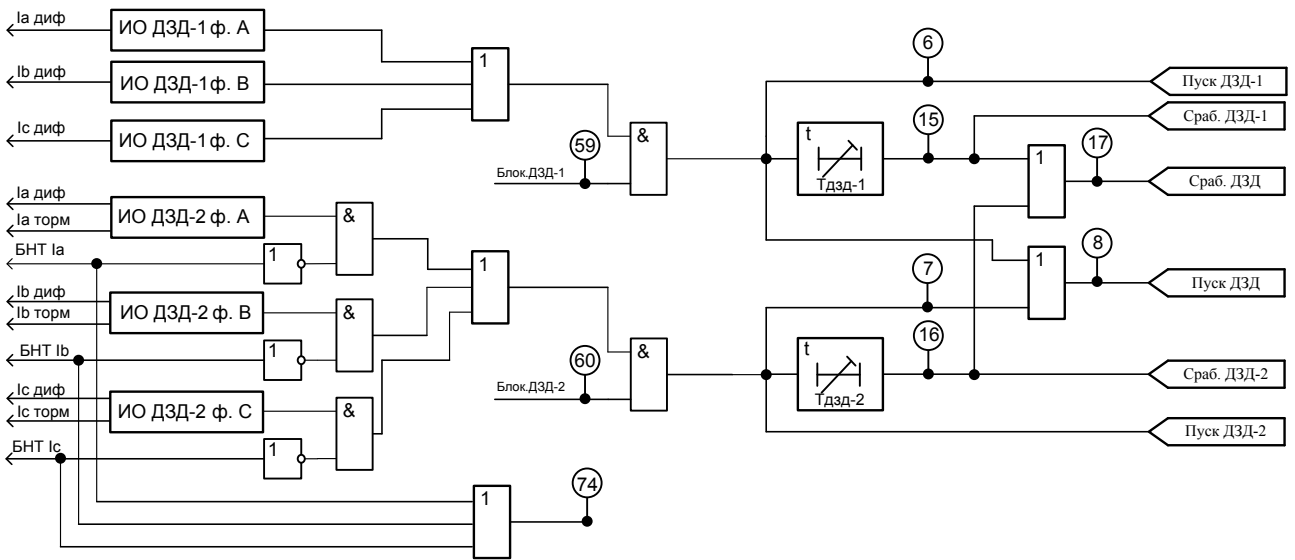 Ia диф
ИО ДЗД-1 ф. А
Ib диф
ИО ДЗД-1 ф. В
Ic диф
ИО ДЗД-1 ф. С
1
Блок.ДЗД-1
59
&
6
Пуск ДЗД-1
t
Тдзд-1
15
Сраб. ДЗД-1
1
17
Сраб. ДЗД
Ia диф
Ia торм
ИО ДЗД-2 ф. А
&
БНТ Ia
1
Ib диф
Ib торм
ИО ДЗД-2 ф. В
&
БНТ Ib
1
Ic диф
Ic торм
ИО ДЗД-2 ф. С
&
БНТ Ic
1
1
Блок.ДЗД-2
60
&
7
1
8
Пуск ДЗД
t
Тдзд-2
16
Сраб. ДЗД-2
Пуск ДЗД-2
1
74